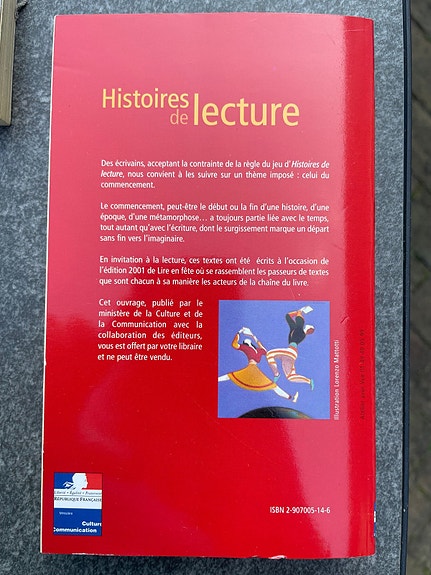 Histoires
de lecture
Des écrivains, acceptant la contrainte de la règle du jeu d'Histoires de
lecture, nous convient à les suivre sur un thème imposé : celui du
commencement.
Le commencement, peut-être le début ou la fin d'une histoire, d'une
époque, d'une métamorphose... a toujours partie liée avec le temps,
tout autant qu'avec l'écriture, dont le surgissement marque un départ
sans fin vers l'imaginaire.
En invitation à la lecture, ces textes ont été écrits à l'occasion de
l'édition 2001 de Lire en fête où se rassemblent les passeurs de textes
que sont chacun à sa manière les acteurs de la chaîne du livre.
Cet ouvrage, publié par le
ministère de la Culture et de
la Communication avec la
collaboration des éditeurs,
vous est offert par votre libraire
et ne peut être vendu.
Illustration Lorenzo Mattotti
Liberté • Égalité • Fraternité
RÉPUBLIQUE FRANÇAISE
Ministère
Culture
Communication
ISBN 2-907005-14-6